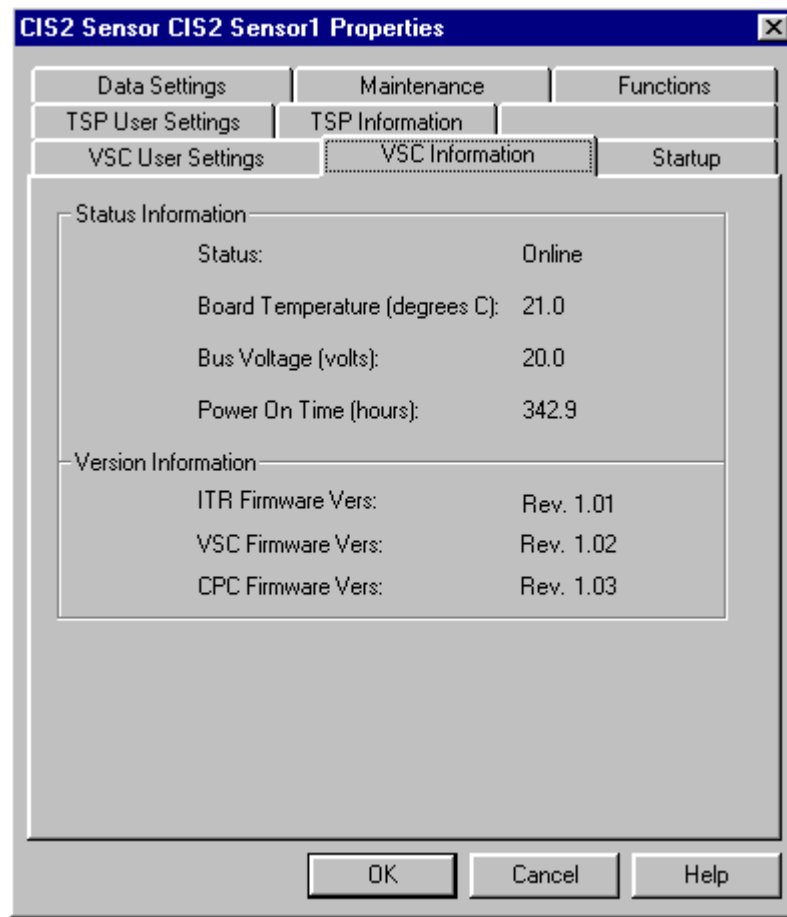 CIS2 Sensor CIS2 Sensor1 Properties
Data Settings Maintenance Functions
TSP User Settings TSP Information
VSC User Settings VSC Information Startup
Status Information
Status: Online
Board Temperature (degrees C): 21.0
Bus Voltage (volts): 20.0
Power On Time (hours): 342.9
Version Information
ITR Firmware Vers: Rev. 1.01
VSC Firmware Vers: Rev. 1.02
CPC Firmware Vers: Rev. 1.03
OK Cancel Help